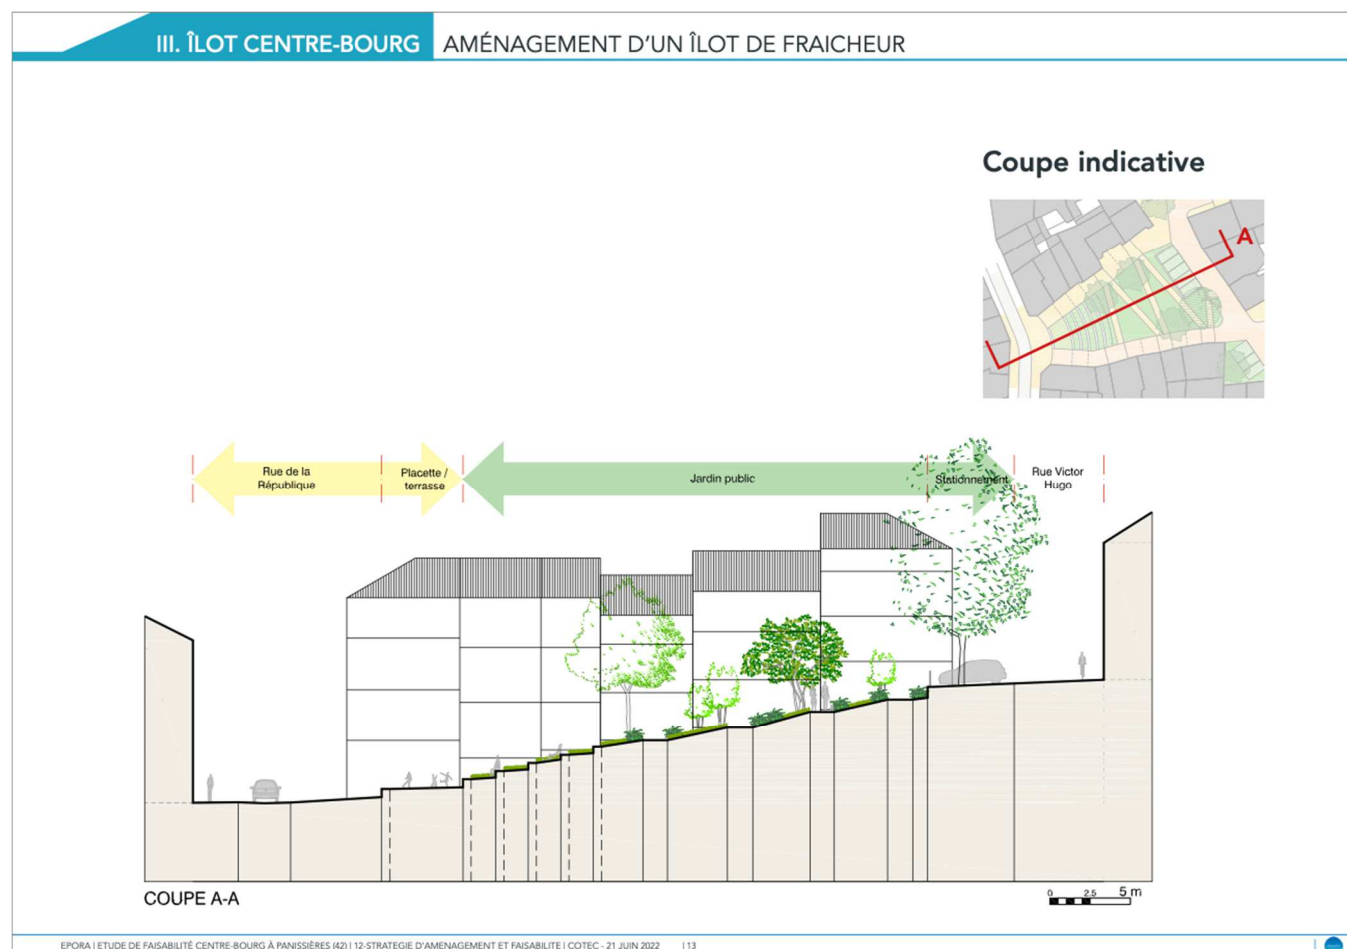 III. ÎLOT CENTRE-BOURG AMÉNAGEMENT D'UN ÎLOT DE FRAICHEUR
Coupe indicative
A
Rue de la
République
Placette /
terrasse
Jardin public
Stationnement
Rue Victor
Hugo
COUPE A-A
0 2.5 5 m
EPORA | ETUDE DE FAISABILITÉ CENTRE-BOURG À PANISSIÈRES (42) | 12-STRATEGIE D'AMENAGEMENT ET FAISABILITE | COTEC - 21 JUIN 2022 | 13